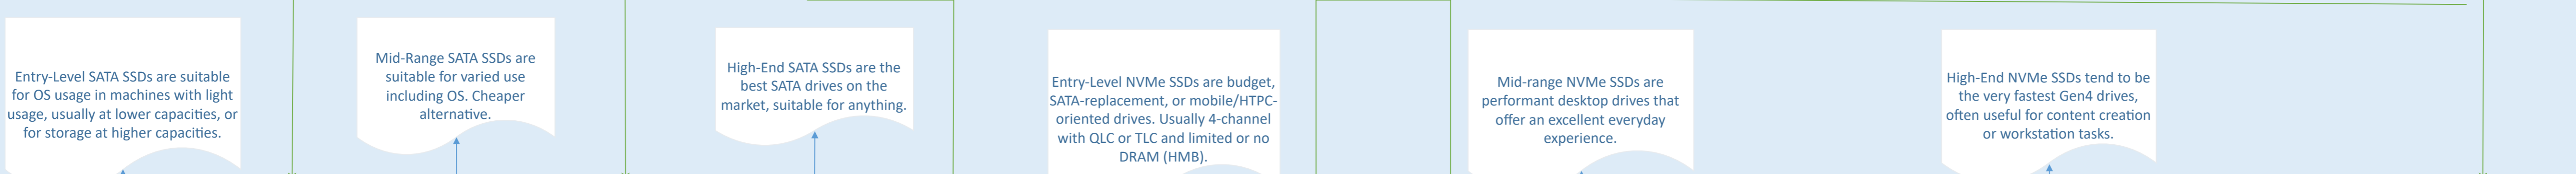 Entry-Level SATA SSDs are suitable
for OS usage in machines with light
usage, usually at lower capacities, or
for storage at higher capacities.
Mid-Range SATA SSDs are
suitable for varied use
including OS. Cheaper
alternative.
High-End SATA SSDs are the
best SATA drives on the
market, suitable for anything.
Entry-Level NVMe SSDs are budget,
SATA-replacement, or mobile/HTPC-
oriented drives. Usually 4-channel
with QLC or TLC and limited or no
DRAM (HMB).
Mid-range NVMe SSDs are
performant desktop drives that
offer an excellent everyday
experience.
High-End NVMe SSDs tend to be
the very fastest Gen4 drives,
often useful for content creation
or workstation tasks.